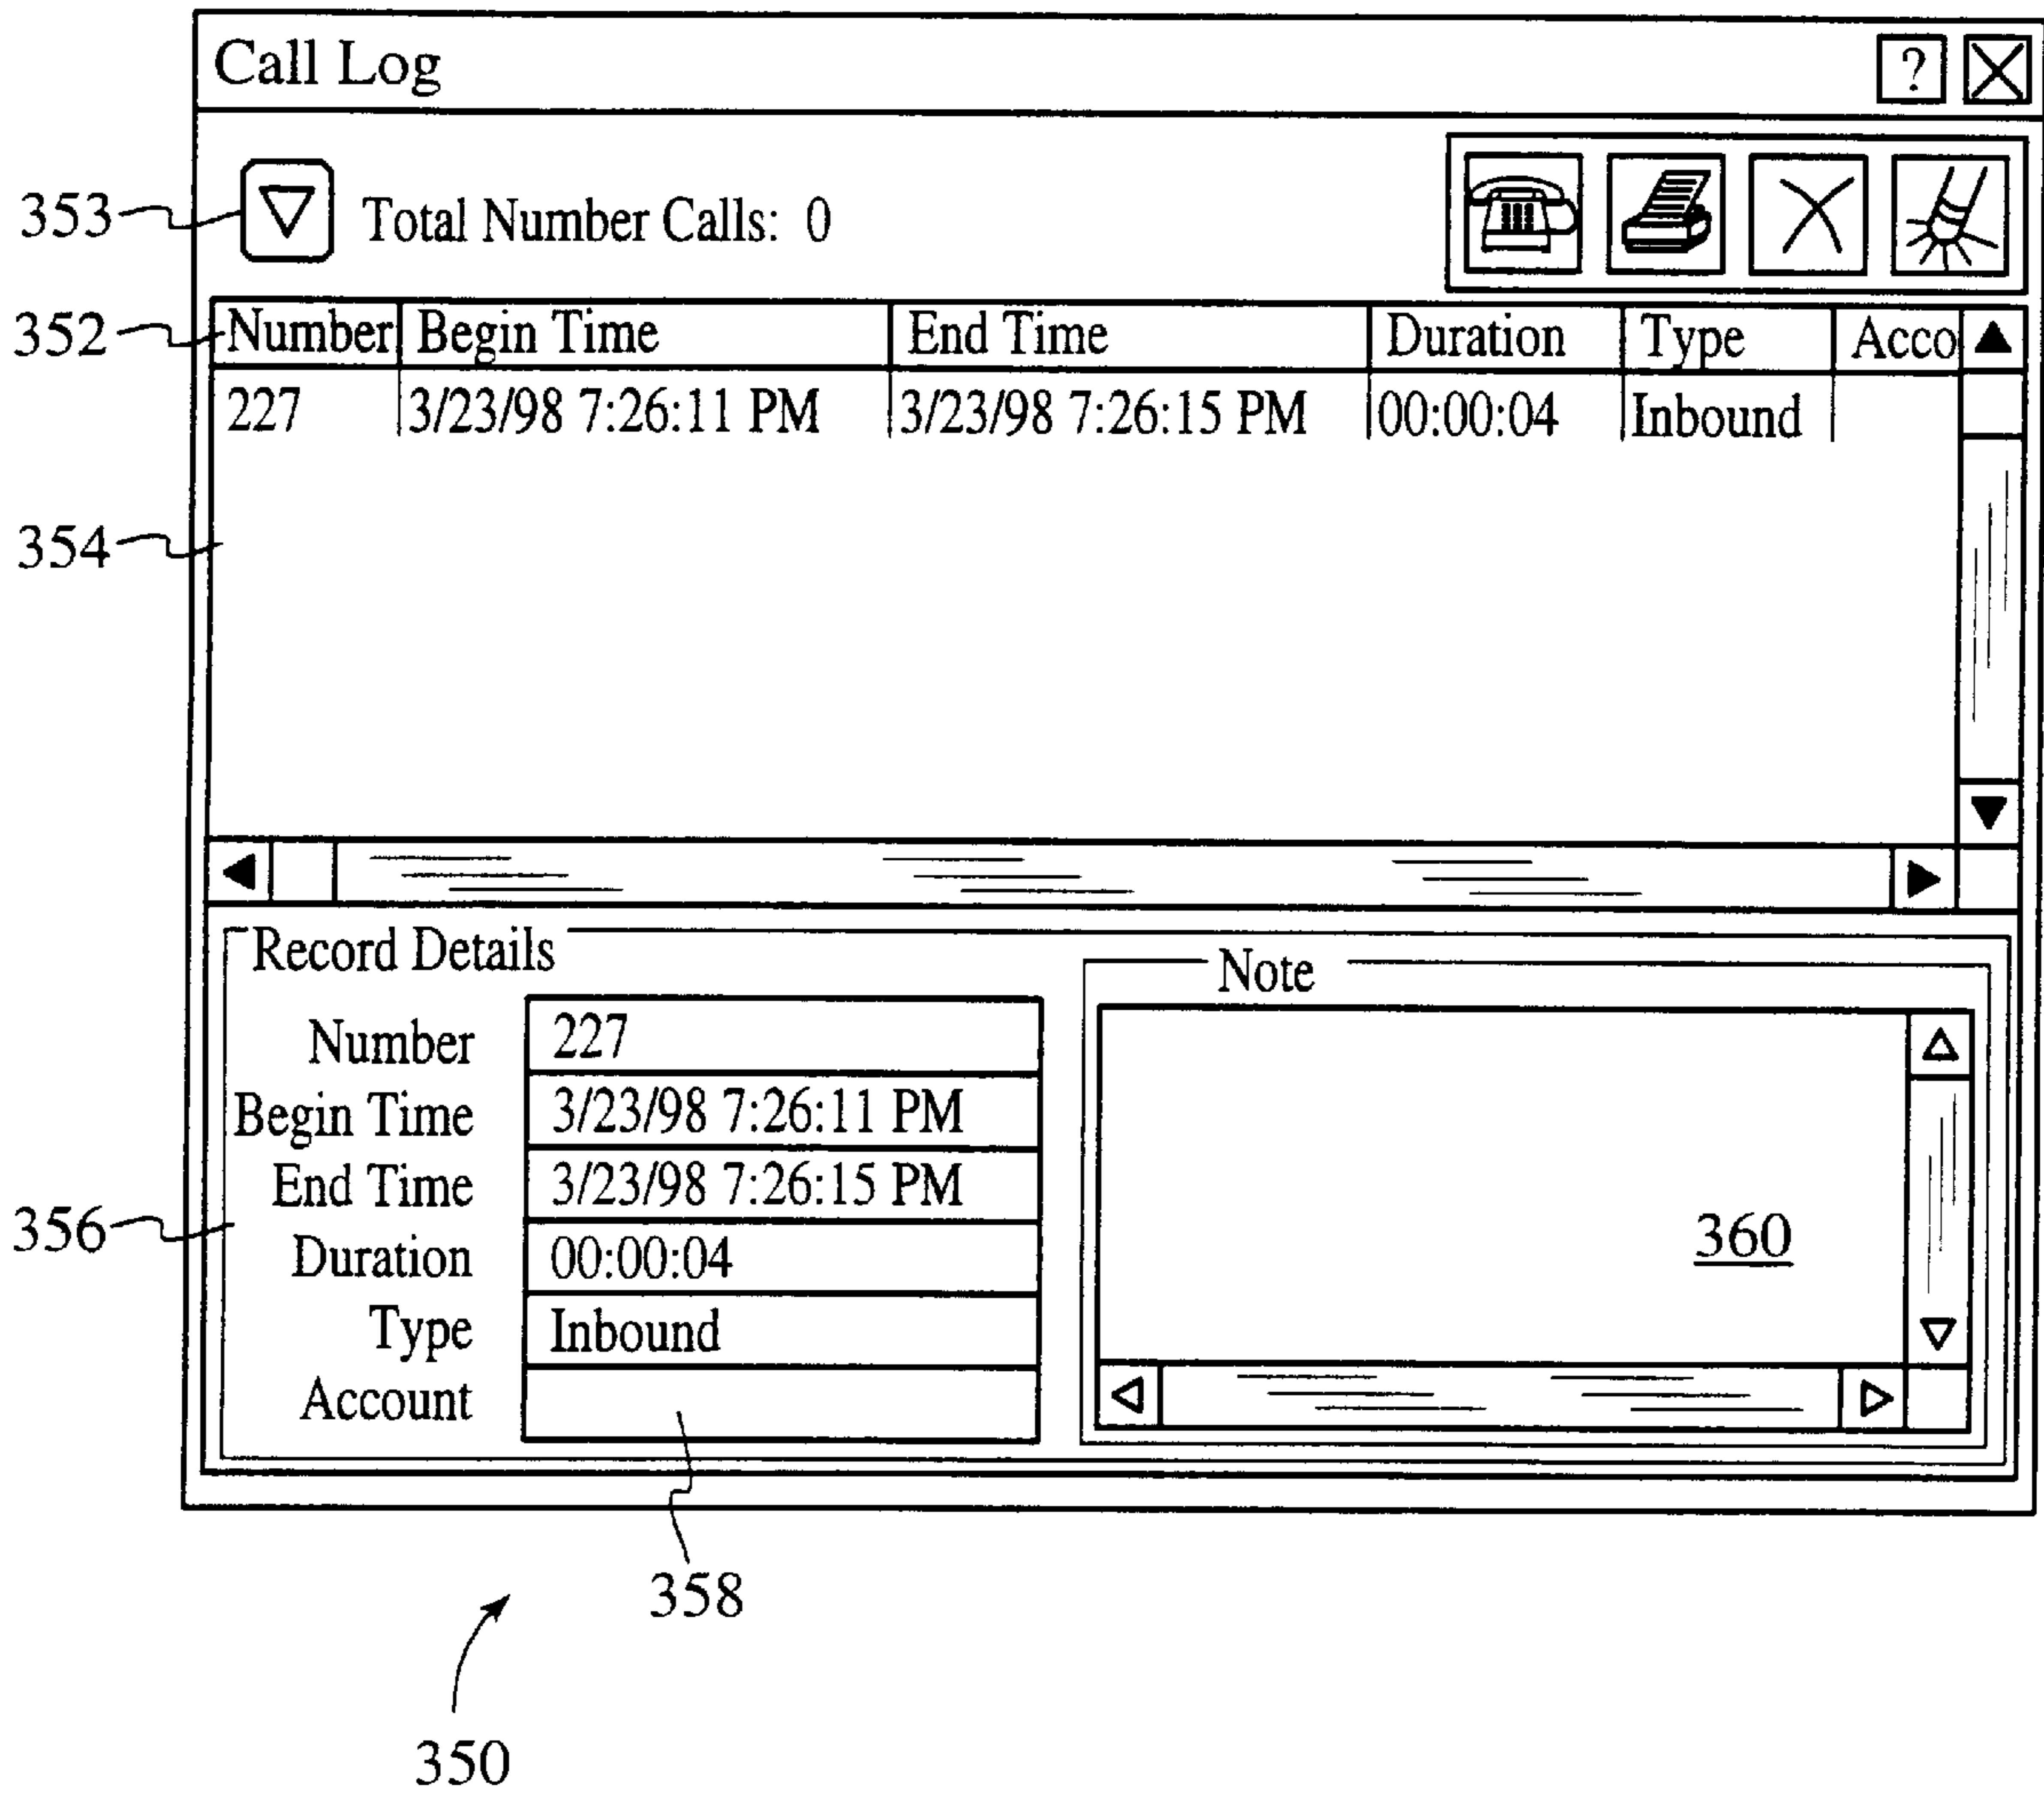 Call Log ?
353 Total Number Calls: 0
352 Number Begin Time End Time Duration Type Acco
227 3/23/98 7:26:11 PM 3/23/98 7:26:15 PM 00:00:04 Inbound
354
Record Details
Note
Number 227
Begin Time 3/23/98 7:26:11 PM
End Time 3/23/98 7:26:15 PM
356
360
Duration 00:00:04
Type Inbound
Account
358
350